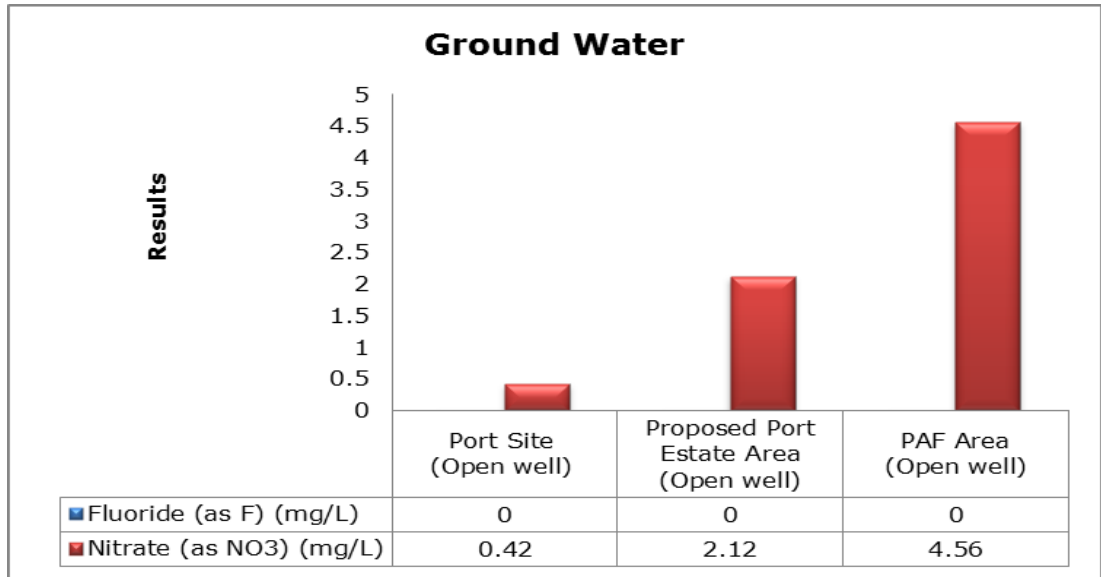 Ground Water
Results
5
4.5
4
3.5
3
2.5
2
1.5
1
0.5
0
Port Site
(Open well)
Proposed Port
Estate Area
(Open well)
PAF Area
(Open well)
Fluoride (as F) (mg/L) 0 0 0
Nitrate (as NO3) (mg/L) 0.42 2.12 4.56